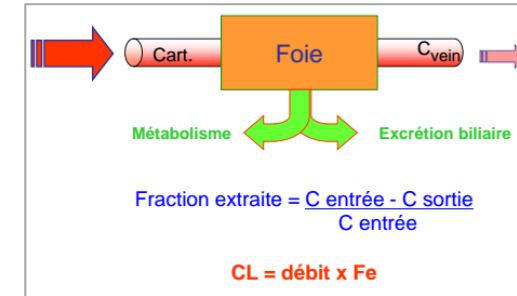 Cart.
Foie
Cvein
Métabolisme
Excrétion biliaire
Fraction extraite = C entrée - C sortie
C entrée
CL = débit x Fe